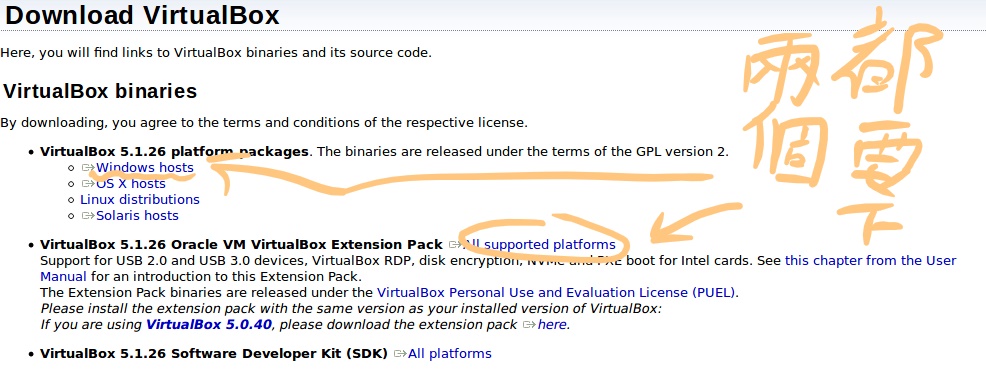 Download VirtualBox
Here, you will find links to VirtualBox binaries and its source code.
VirtualBox binaries
By downloading, you agree to the terms and conditions of the respective license.
• VirtualBox 5.1.26 platform packages. The binaries are released under the terms of the GPL version 2.
Windows hosts
OS X hosts
Linux distributions
Solaris hosts
• VirtualBox 5.1.26 Oracle VM VirtualBox Extension Pack All supported platforms
Support for USB 2.0 and USB 3.0 devices, VirtualBox RDP, disk encryption, NVMe and PXE boot for Intel cards. See this chapter from the User
Manual for an introduction to this Extension Pack.
The Extension Pack binaries are released under the VirtualBox Personal Use and Evaluation License (PUEL).
Please install the extension pack with the same version as your installed version of VirtualBox:
If you are using VirtualBox 5.0.40, please download the extension pack here.
• VirtualBox 5.1.26 Software Developer Kit (SDK) All platforms
兩個
都要下